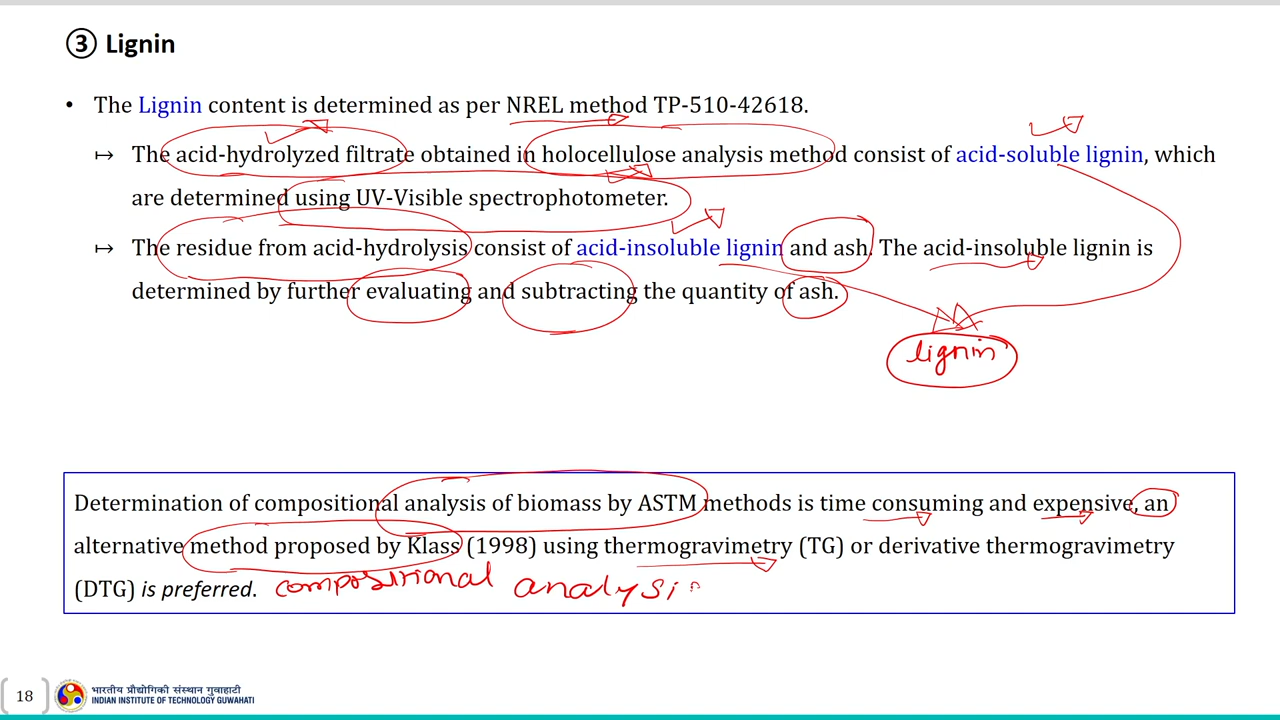 ③ Lignin
• The Lignin content is determined as per NREL method TP-510-42618.
↦ The acid-hydrolyzed filtrate obtained in holocellulose analysis method consist of acid-soluble lignin, which
are determined using UV-Visible spectrophotometer.
↦ The residue from acid-hydrolysis consist of acid-insoluble lignin and ash. The acid-insoluble lignin is
determined by further evaluating and subtracting the quantity of ash.
lignin
Determination of compositional analysis of biomass by ASTM methods is time consuming and expensive, an
alternative method proposed by Klass (1998) using thermogravimetry (TG) or derivative thermogravimetry
(DTG) is preferred. compositional analysis
18
भारतीय प्रौद्योगिकी संस्थान गुवाहाटी
INDIAN INSTITUTE OF TECHNOLOGY GUWAHATI